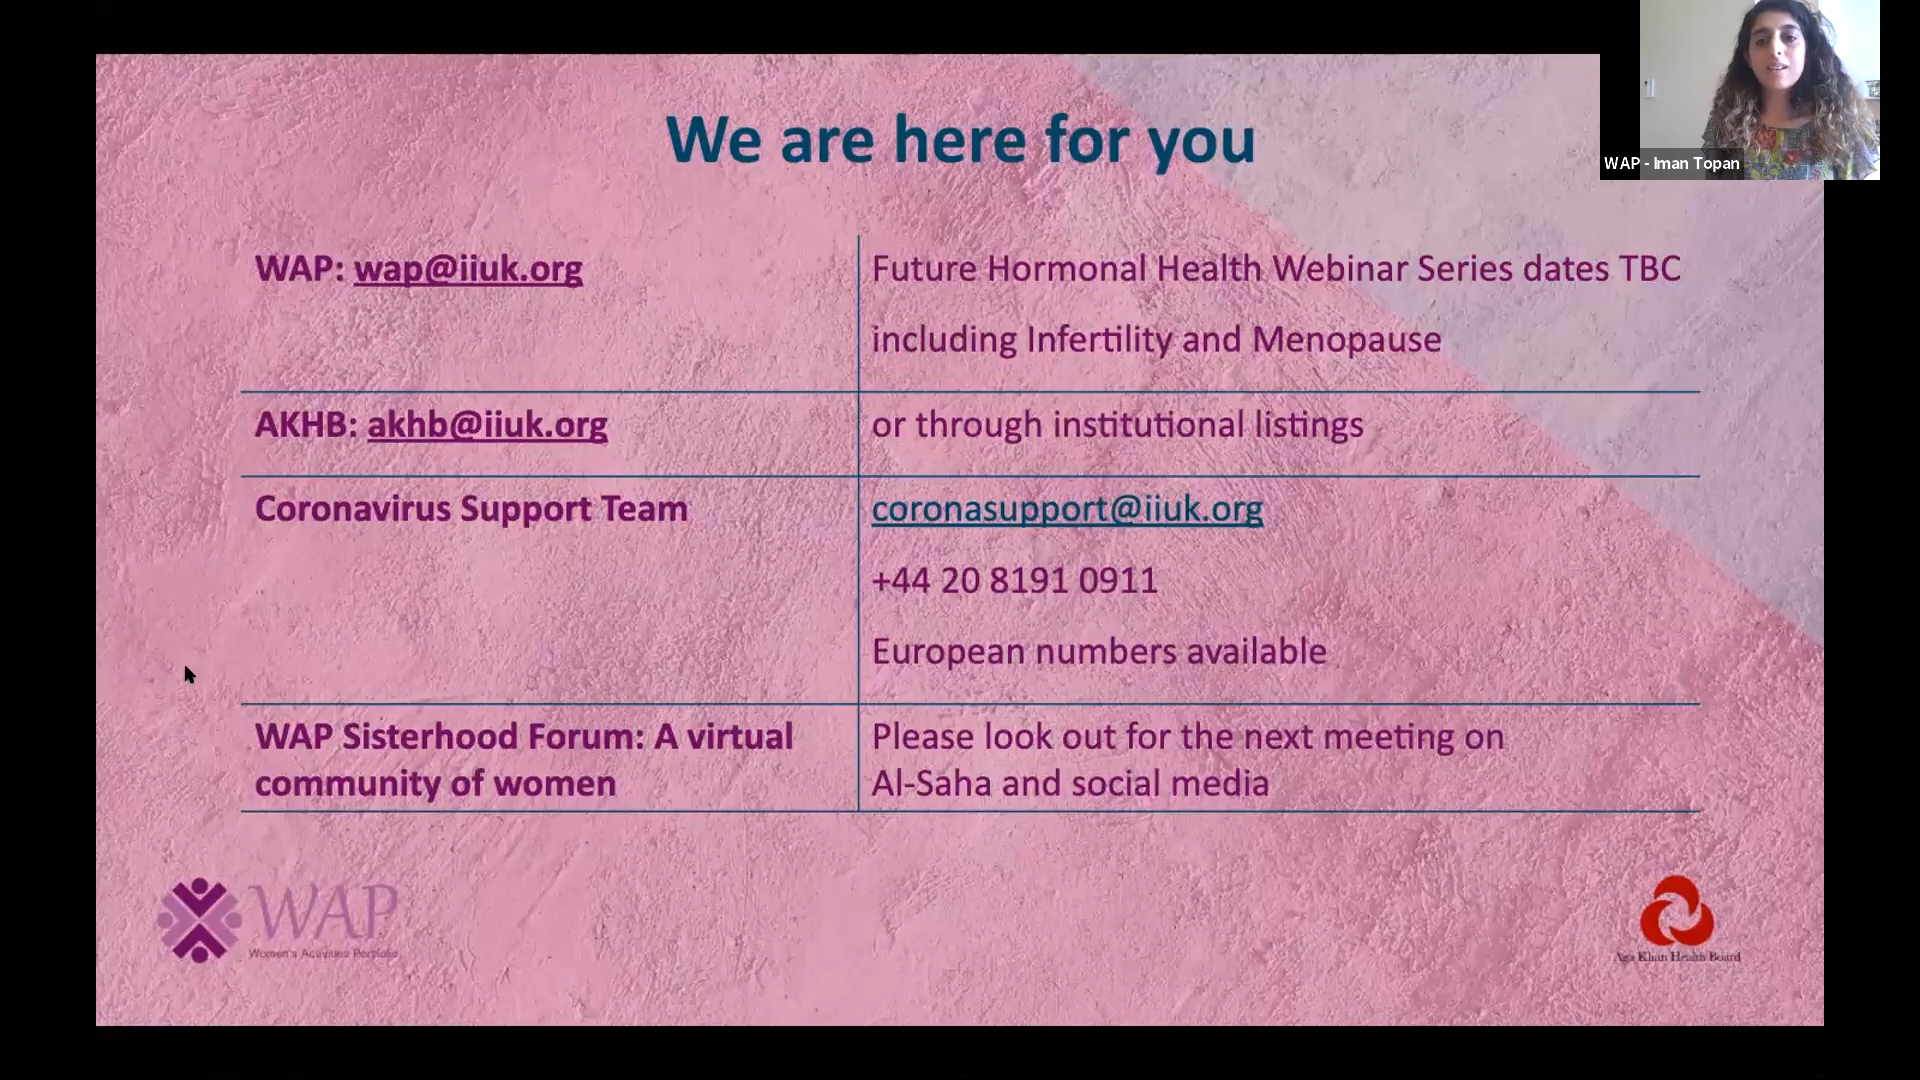 We are here for you
WAP - Iman Topan
WAP: wap@iiuk.org
Future Hormonal Health Webinar Series dates TBC
including Infertility and Menopause
AKHB: akhb@iiuk.org
or through institutional listings
Coronavirus Support Team
coronasupport@iiuk.org
+44 20 8191 0911
European numbers available
WAP Sisterhood Forum: A virtual
community of women
Please look out for the next meeting on
Al-Saha and social media
WAP
Women's Activities Portfolio
Aga Khan Health Board